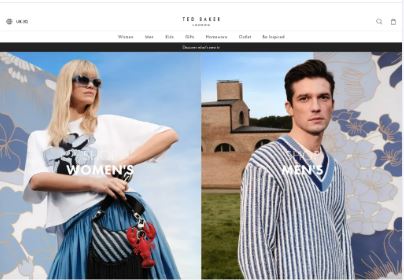 UK (£)
TED BAKER
LONDON
Women Men Kids Gifts Homeware Outlet Be Inspired
Discover what's new in
WOMEN'S
MEN'S